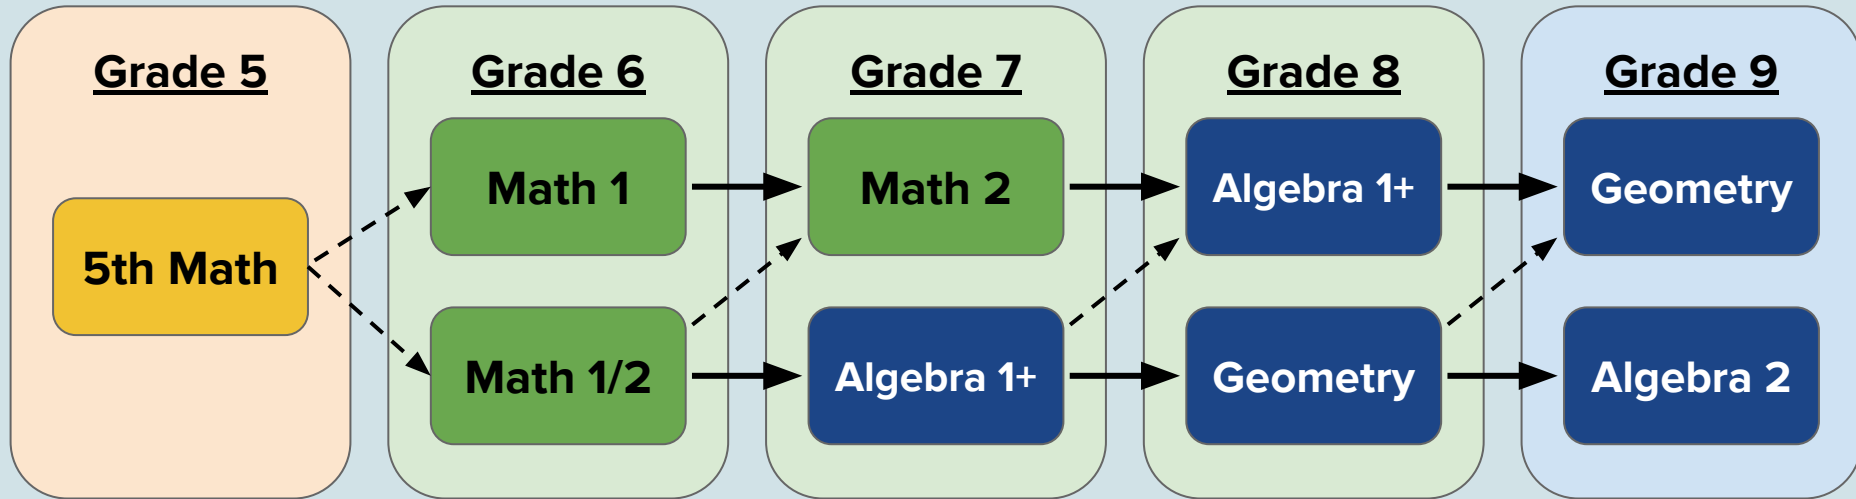 Grade 5
5th Math
Grade 6
Math 1
Math 1/2
Grade 7
Math 2
Algebra 1+
Grade 8
Algebra 1+
Geometry
Grade 9
Geometry
Algebra 2